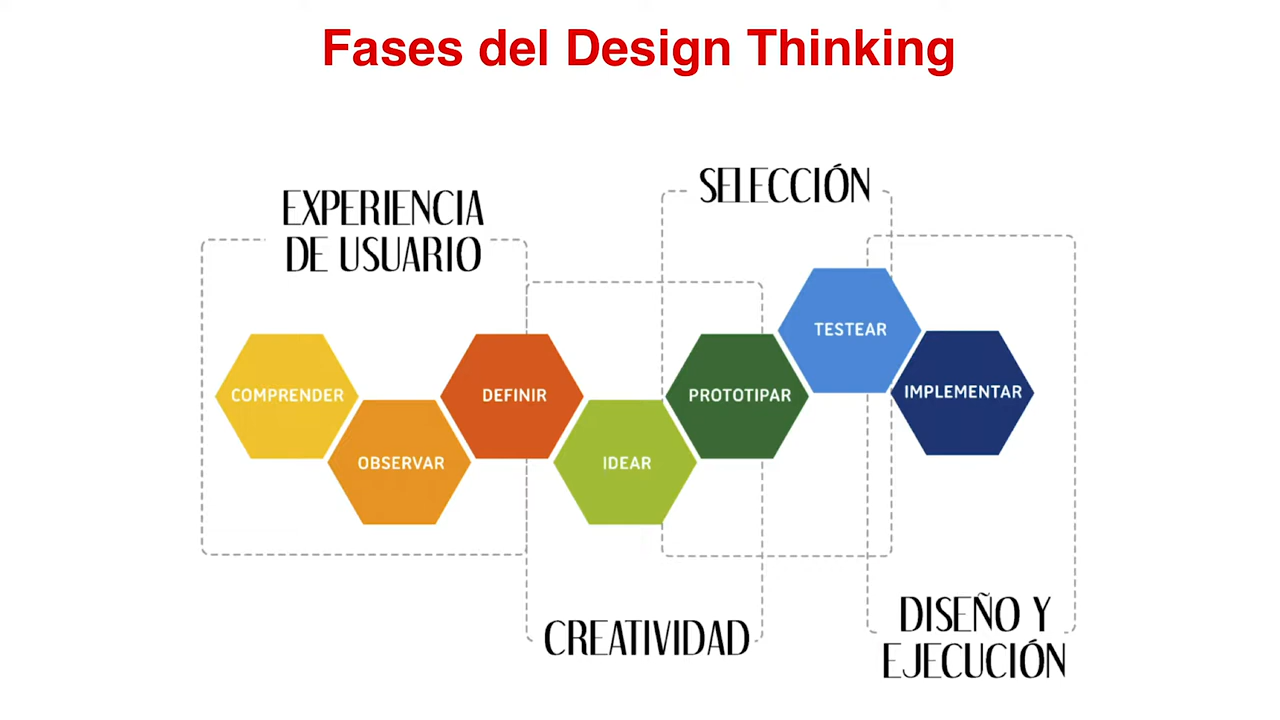 Fases del Design Thinking
EXPERIENCIA
DE USUARIO
SELECCIÓN
COMPRENDER
OBSERVAR
DEFINIR
IDEAR
PROTOTIPAR
TESTEAR
IMPLEMENTAR
CREATIVIDAD
DISEÑO Y
EJECUCIÓN